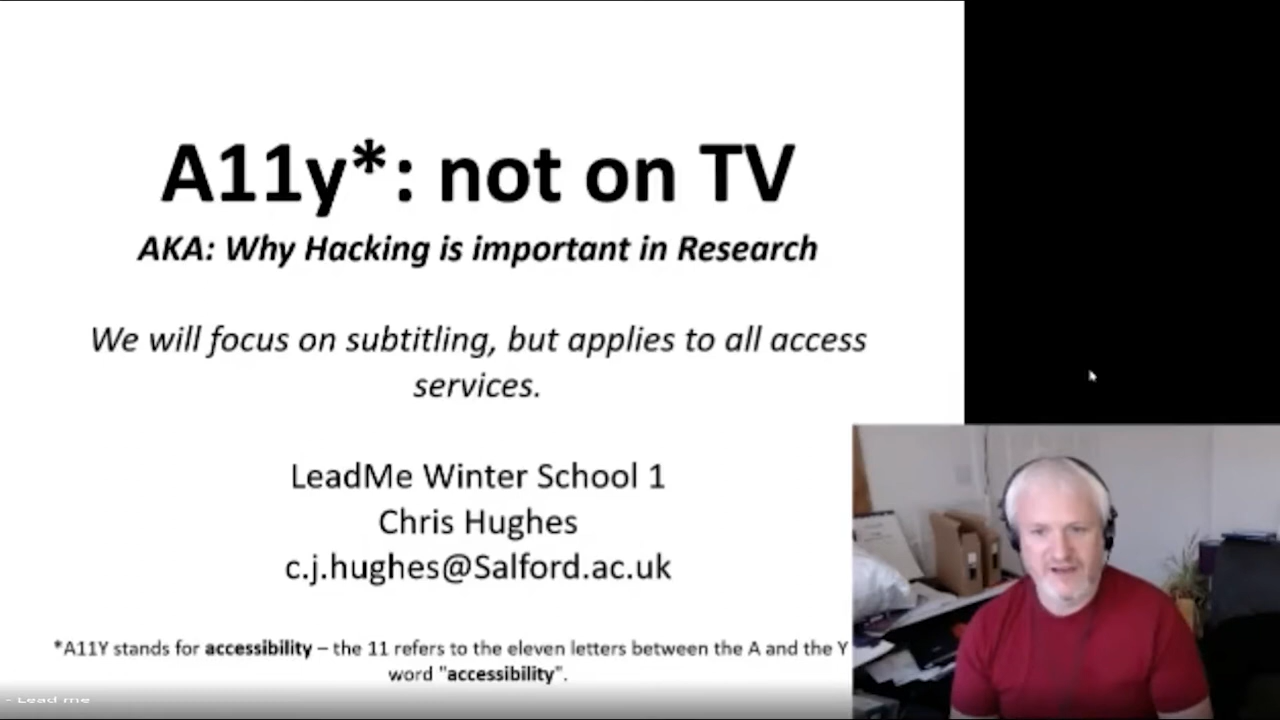 A11y*: not on TV
AKA: Why Hacking is important in Research
We will focus on subtitling, but applies to all access
services.
LeadMe Winter School 1
Chris Hughes
c.j.hughes@Salford.ac.uk
*A11Y stands for accessibility – the 11 refers to the eleven letters between the A and the Y
word "accessibility".
- Lead me